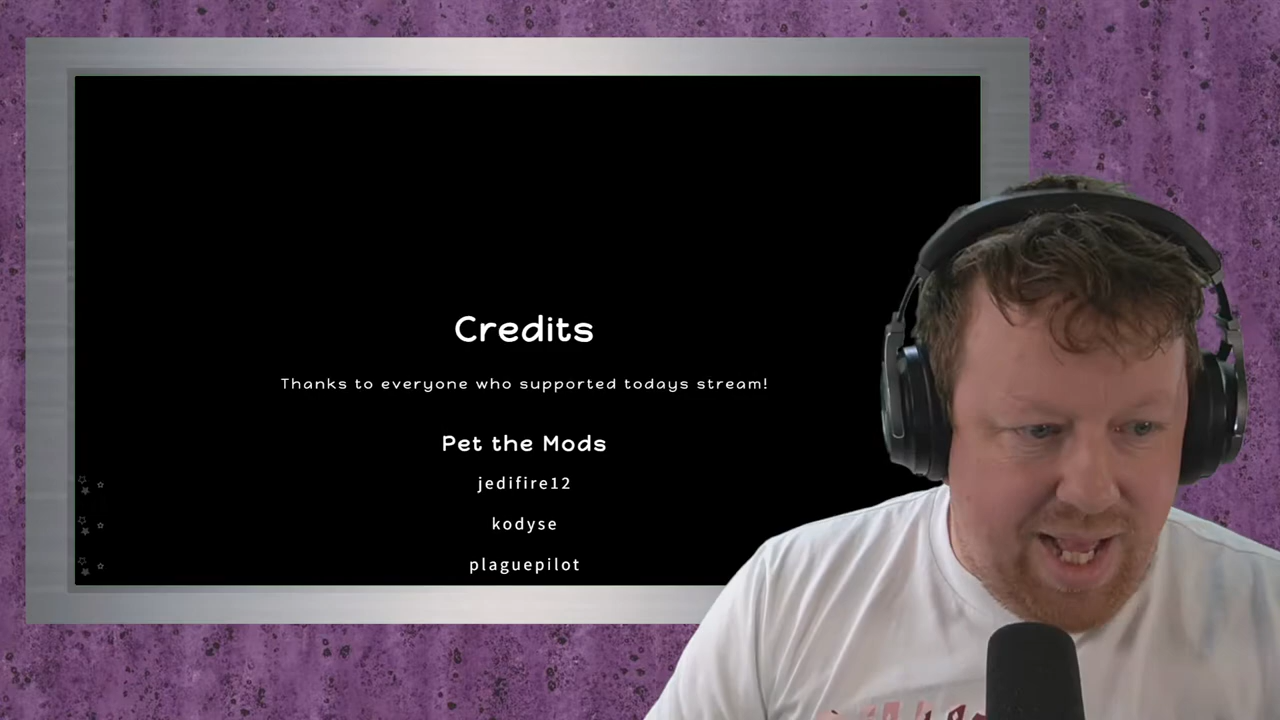 Credits
Thanks to everyone who supported todays stream!
Pet the Mods
jedifire12
kodyse
plaguepilot